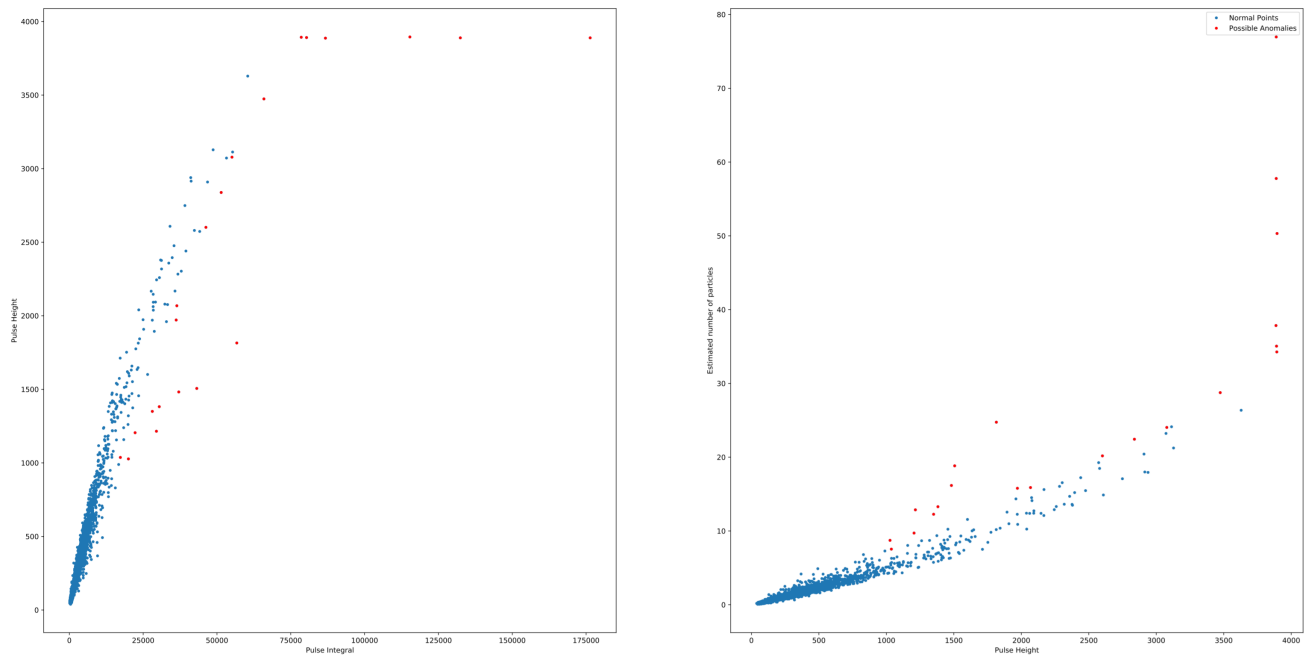 4000
3500
3000
2500
2000
1500
1000
500
0
Pulse Height
0 25000 50000 75000 100000 125000 150000 175000
Pulse Integral
80
70
60
50
40
30
20
10
0
Estimated number of particles
0 500 1000 1500 2000 2500 3000 3500 4000
Pulse Height
Normal Points
Possible Anomalies